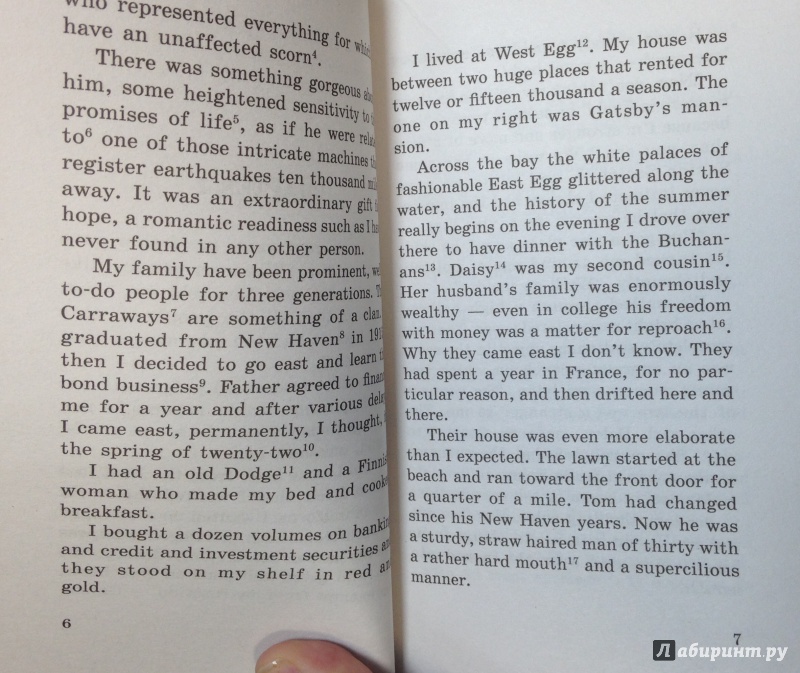 who represented everything for
have an unaffected scorn⁴.
There was something gorgeous
him, some heightened sensitivity to
promises of life⁵, as if he were
to⁶ one of those intricate machines
register earthquakes ten thousand
away. It was an extraordinary gift
hope, a romantic readiness such as I
never found in any other person.
My family have been prominent,
to-do people for three generations.
Carraways⁷ are something of a clan.
graduated from New Haven⁸ in
then I decided to go east and learn
bond business⁹. Father agreed to
me for a year and after various
I came east, permanently, I thought,
the spring of twenty-two¹⁰.
I had an old Dodge¹¹ and a
woman who made my bed and
breakfast.
I bought a dozen volumes on
and credit and investment securities
they stood on my shelf in red
gold.
6
I lived at West Egg¹². My house was
between two huge places that rented for
twelve or fifteen thousand a season. The
one on my right was Gatsby's man-
sion.
Across the bay the white palaces of
fashionable East Egg glittered along the
water, and the history of the summer
really begins on the evening I drove over
there to have dinner with the Buchan-
ans¹³. Daisy¹⁴ was my second cousin¹⁵.
Her husband's family was enormously
wealthy — even in college his freedom
with money was a matter for reproach¹⁶.
Why they came east I don't know. They
had spent a year in France, for no par-
ticular reason, and then drifted here and
there.
Their house was even more elaborate
than I expected. The lawn started at the
beach and ran toward the front door for
a quarter of a mile. Tom had changed
since his New Haven years. Now he was
a sturdy, straw haired man of thirty with
a rather hard mouth¹⁷ and a supercilious
manner.
7
Лабиринт.ру